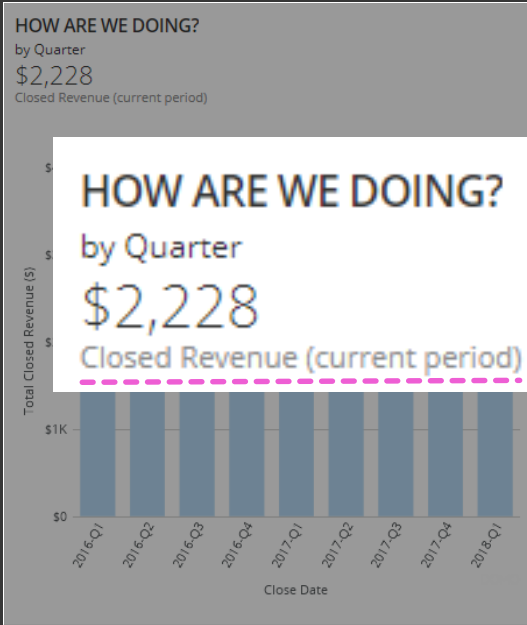 HOW ARE WE DOING?
by Quarter
$2,228
Closed Revenue (current period)
HOW ARE WE DOING?
by Quarter
$2,228
Closed Revenue (current period)
Total Closed Revenue ($)
$
$
$
$1K
$0
2016-Q1
2016-Q2
2016-Q3
2016-Q4
2017-Q1
2017-Q2
2017-Q3
2017-Q4
2018-Q1
Close Date